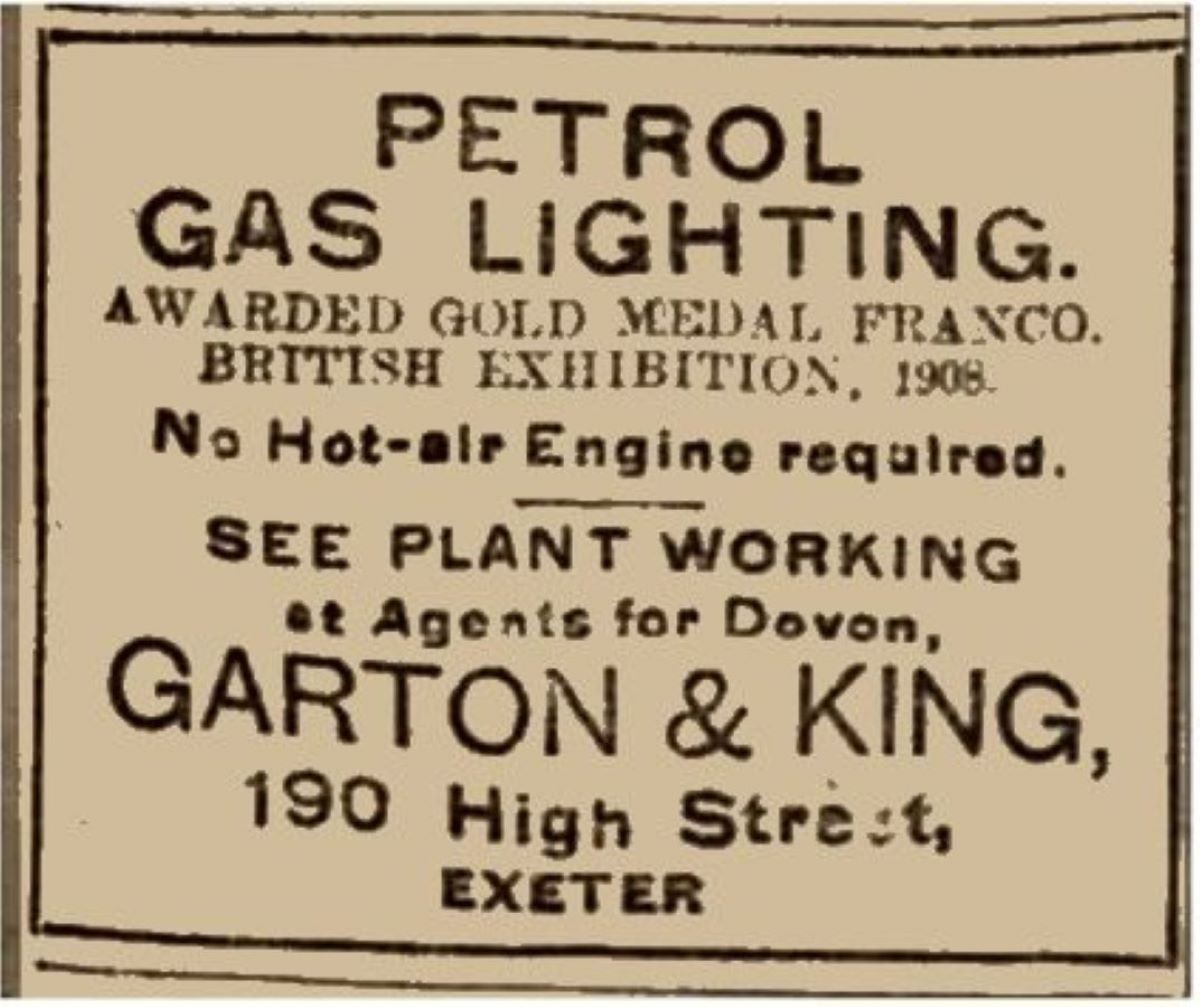 PETROL
GAS LIGHTING.
AWARDED GOLD MEDAL FRANCO.
BRITISH EXHIBITION, 1908.
No Hot-air Engine required.
SEE PLANT WORKING
at Agents for Devon,
GARTON & KING,
190 High Street,
EXETER